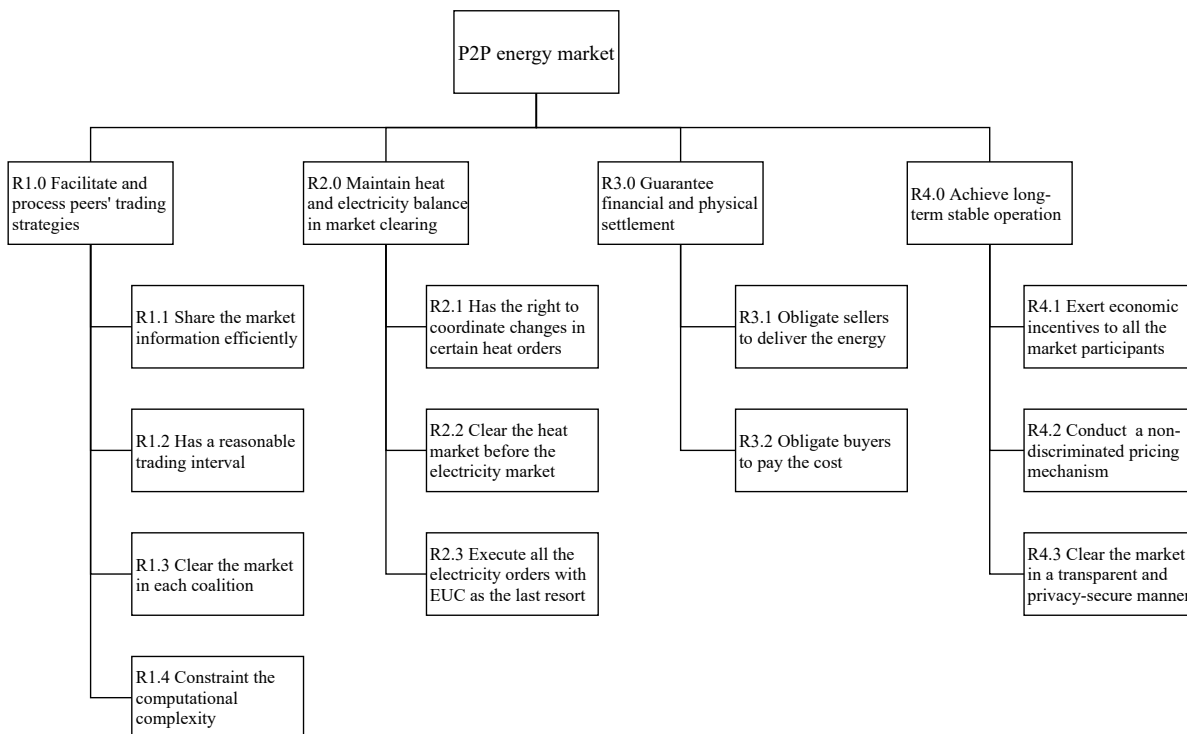 P2P energy market
R1.0 Facilitate and
process peers' trading
strategies
R2.0 Maintain heat
and electricity balance
in market clearing
R3.0 Guarantee
financial and physical
settlement
R4.0 Achieve long-
term stable operation
R1.1 Share the market
information efficiently
R1.2 Has a reasonable
trading interval
R1.3 Clear the market
in each coalition
R1.4 Constraint the
computational
complexity
R2.1 Has the right to
coordinate changes in
certain heat orders
R2.2 Clear the heat
market before the
electricity market
R2.3 Execute all the
electricity orders with
EUC as the last resort
R3.1 Obligate sellers
to deliver the energy
R3.2 Obligate buyers
to pay the cost
R4.1 Exert economic
incentives to all the
market participants
R4.2 Conduct  a non-
discriminated pricing
mechanism
R4.3 Clear the market
in a transparent and
privacy-secure manner